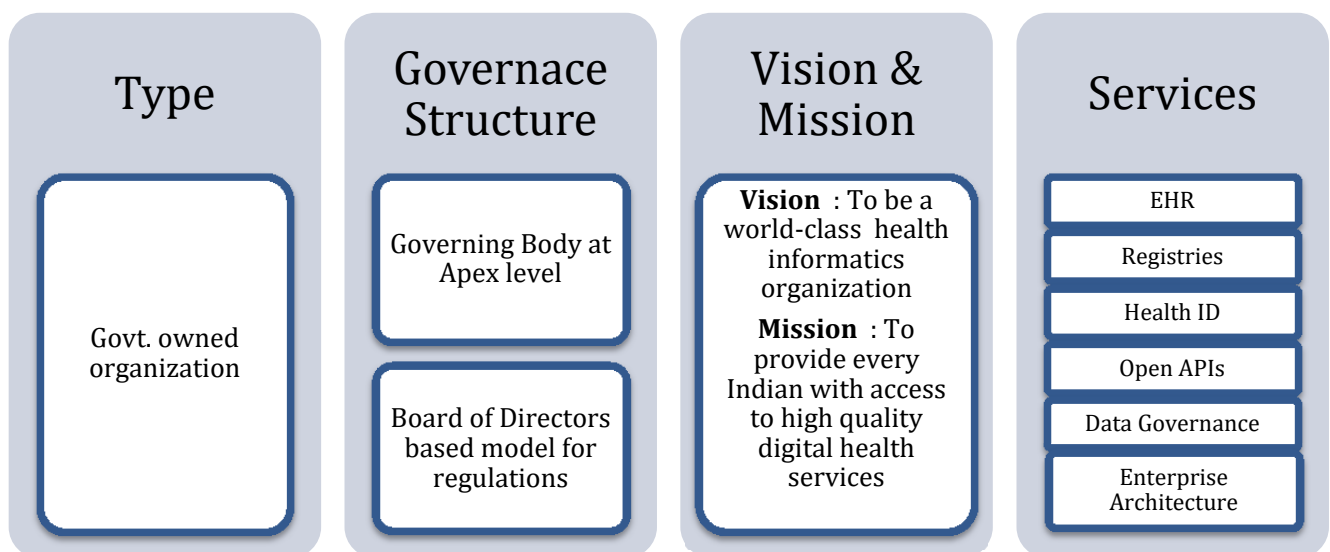 Type
Govt. owned
organization
Governace
Structure
Governing Body at
Apex level
Board of Directors
based model for
regulations
Vision &
Mission
Vision : To be a
world-class health
informatics
organization
Mission : To
provide every
Indian with access
to high quality
digital health
services
Services
EHR
Registries
Health ID
Open APIs
Data Governance
Enterprise
Architecture